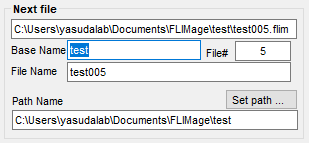 Next file
C:\Users\yasudalab\Documents\FLIMage\test\test005.flim
Base Name test File# 5
File Name test005
Path Name Set path ...
C:\Users\yasudalab\Documents\FLIMage\test